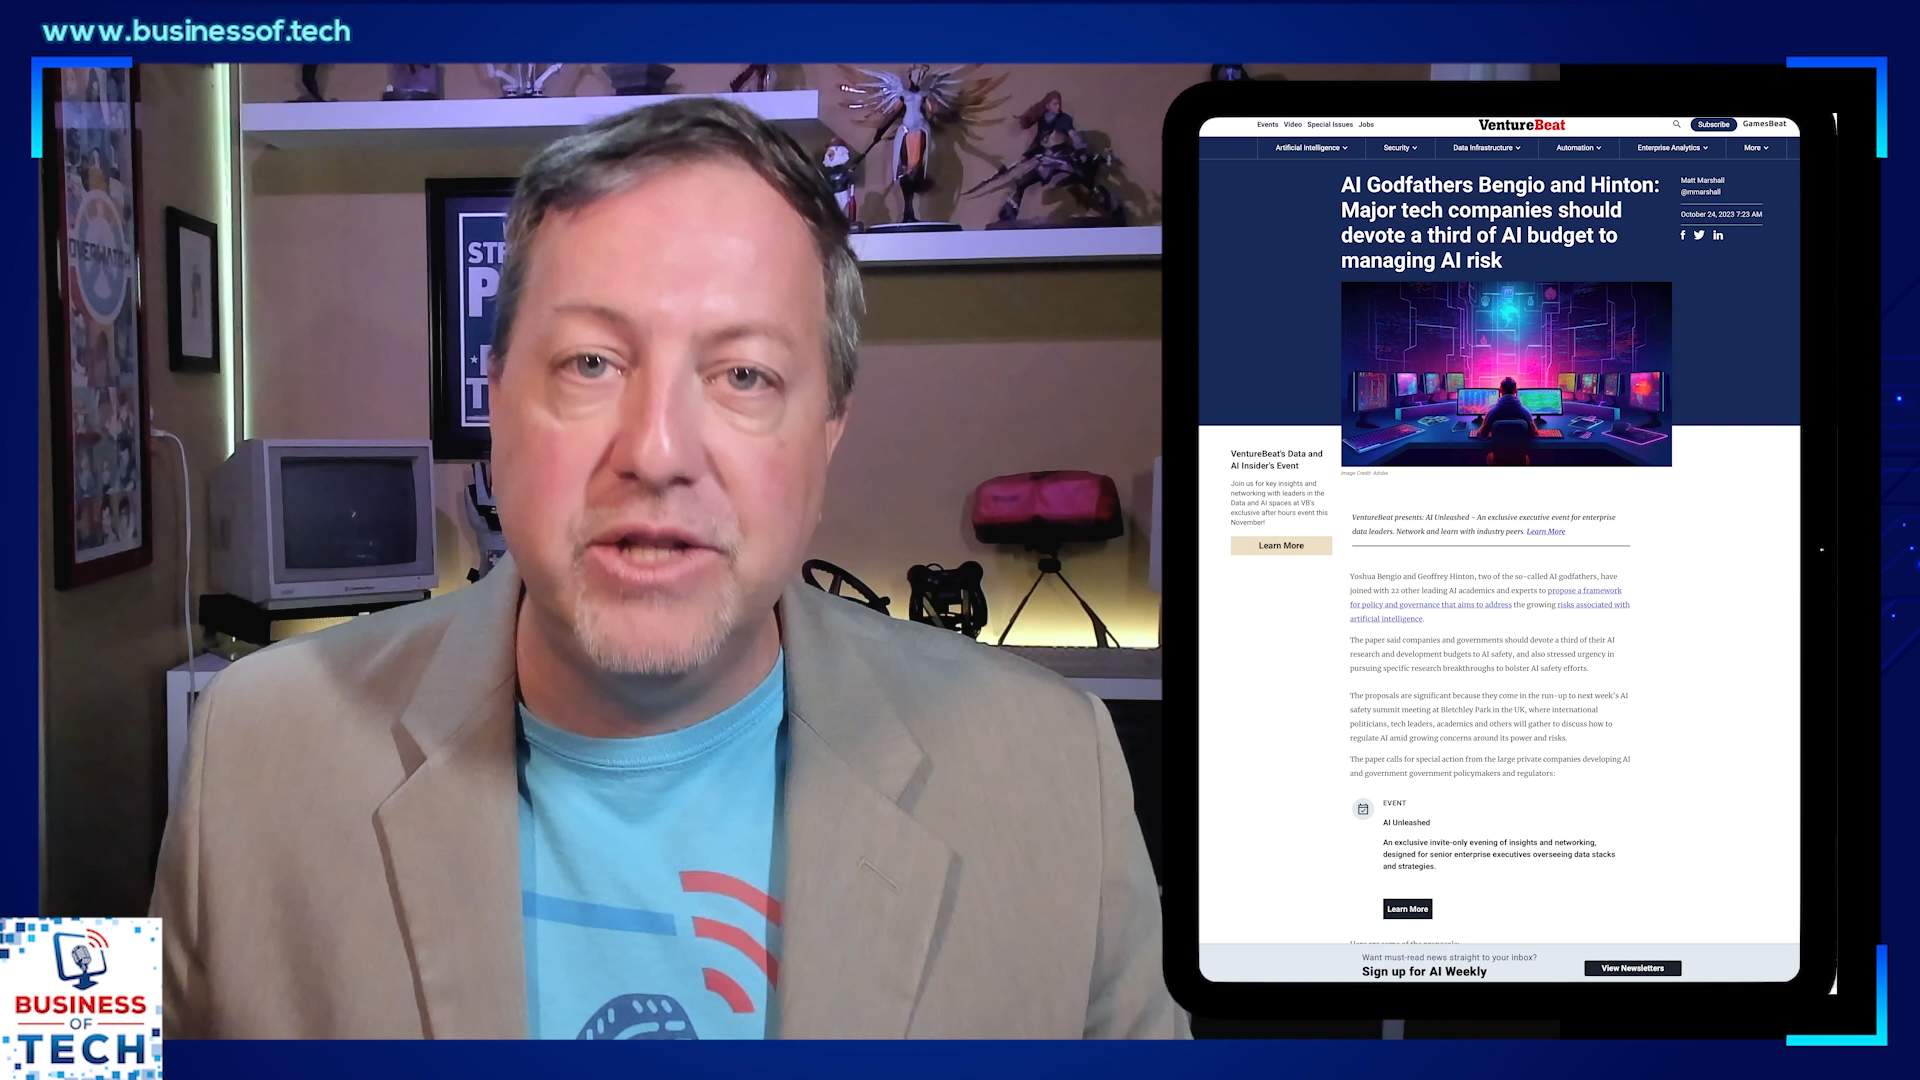 www.businessof.tech
OVERWATCH
STR
P
T
Events Video Special Issues Jobs
VentureBeat
Subscribe
GamesBeat
Artificial Intelligence
Security
Data Infrastructure
Automation
Enterprise Analytics
More
AI Godfathers Bengio and Hinton:
Major tech companies should
devote a third of AI budget to
managing AI risk
Matt Marshall
@mmarshall
October 24, 2023 7:23 AM
Image Credit: Adobe
VentureBeat's Data and
AI Insider's Event
Join us for key insights and
networking with leaders in the
Data and AI spaces at VB's
exclusive after hours event this
November!
Learn More
VentureBeat presents: AI Unleashed - An exclusive executive event for enterprise
data leaders. Network and learn with industry peers. Learn More
Yoshua Bengio and Geoffrey Hinton, two of the so-called AI godfathers, have
joined with 22 other leading AI academics and experts to propose a framework
for policy and governance that aims to address the growing risks associated with
artificial intelligence.
The paper said companies and governments should devote a third of their AI
research and development budgets to AI safety, and also stressed urgency in
pursuing specific research breakthroughs to bolster AI safety efforts.
The proposals are significant because they come in the run-up to next week's AI
safety summit meeting at Bletchley Park in the UK, where international
politicians, tech leaders, academics and others will gather to discuss how to
regulate AI amid growing concerns around its power and risks.
The paper calls for special action from the large private companies developing AI
and government government policymakers and regulators:
EVENT
AI Unleashed
An exclusive invite-only evening of insights and networking,
designed for senior enterprise executives overseeing data stacks
and strategies.
Learn More
Here are some of the proposals:
Want must-read news straight to your inbox?
Sign up for AI Weekly
View Newsletters
BUSINESS
OF
TECH